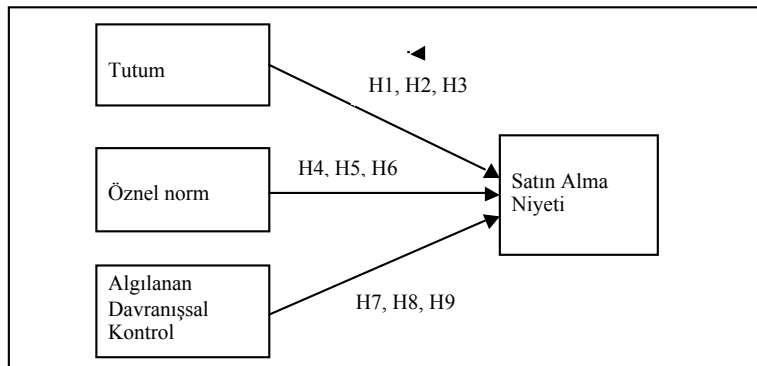 Tutum
H1, H2, H3
Öznel norm
H4, H5, H6
Satın Alma
Niyeti
Algılanan
Davranışsal
Kontrol
H7, H8, H9